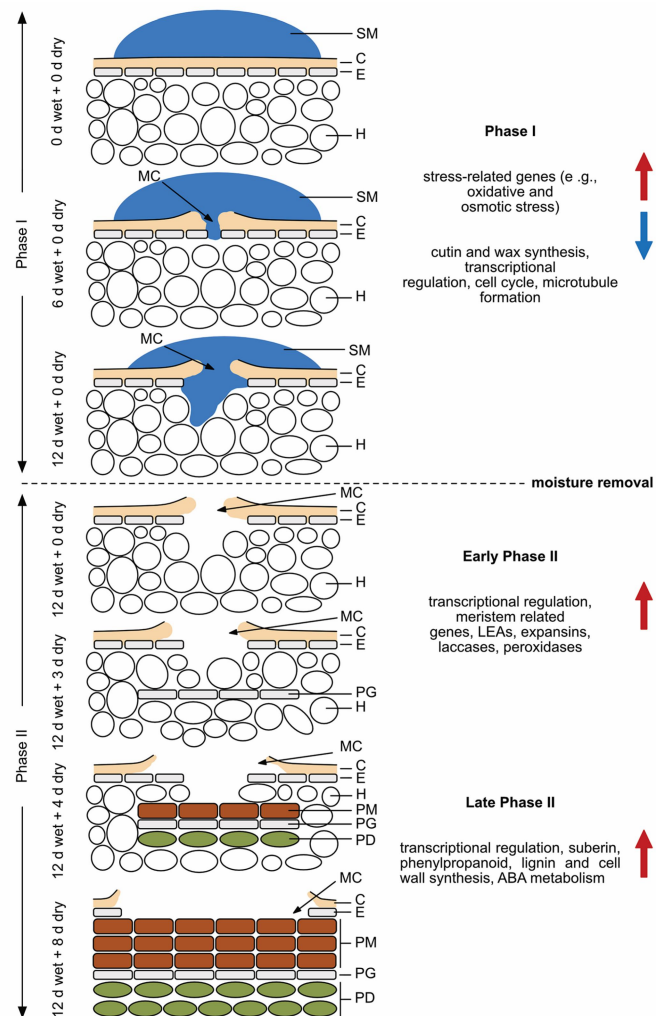 SM
C
E
0 d wet + 0 d dry
H
Phase I
MC
SM
stress-related genes (e .g.,
oxidative and
osmotic stress)
C
E
6 d wet + 0 d dry
Phase I
cutin and wax synthesis,
transcriptional
regulation, cell cycle, microtubule
formation
H
MC
SM
C
E
12 d wet + 0 d dry
H
moisture removal
MC
C
E
12 d wet + 0 d dry
H
Early Phase II
transcriptional regulation,
meristem related
genes, LEAs, expansins,
laccases, peroxidases
MC
C
E
12 d wet + 3 d dry
PG
H
Phase II
MC
C
E
12 d wet + 4 d dry
H
PM
PG
PD
Late Phase II
transcriptional regulation, suberin,
phenylpropanoid, lignin and cell
wall synthesis, ABA metabolism
MC
C
E
12 d wet + 8 d dry
PM
PG
PD